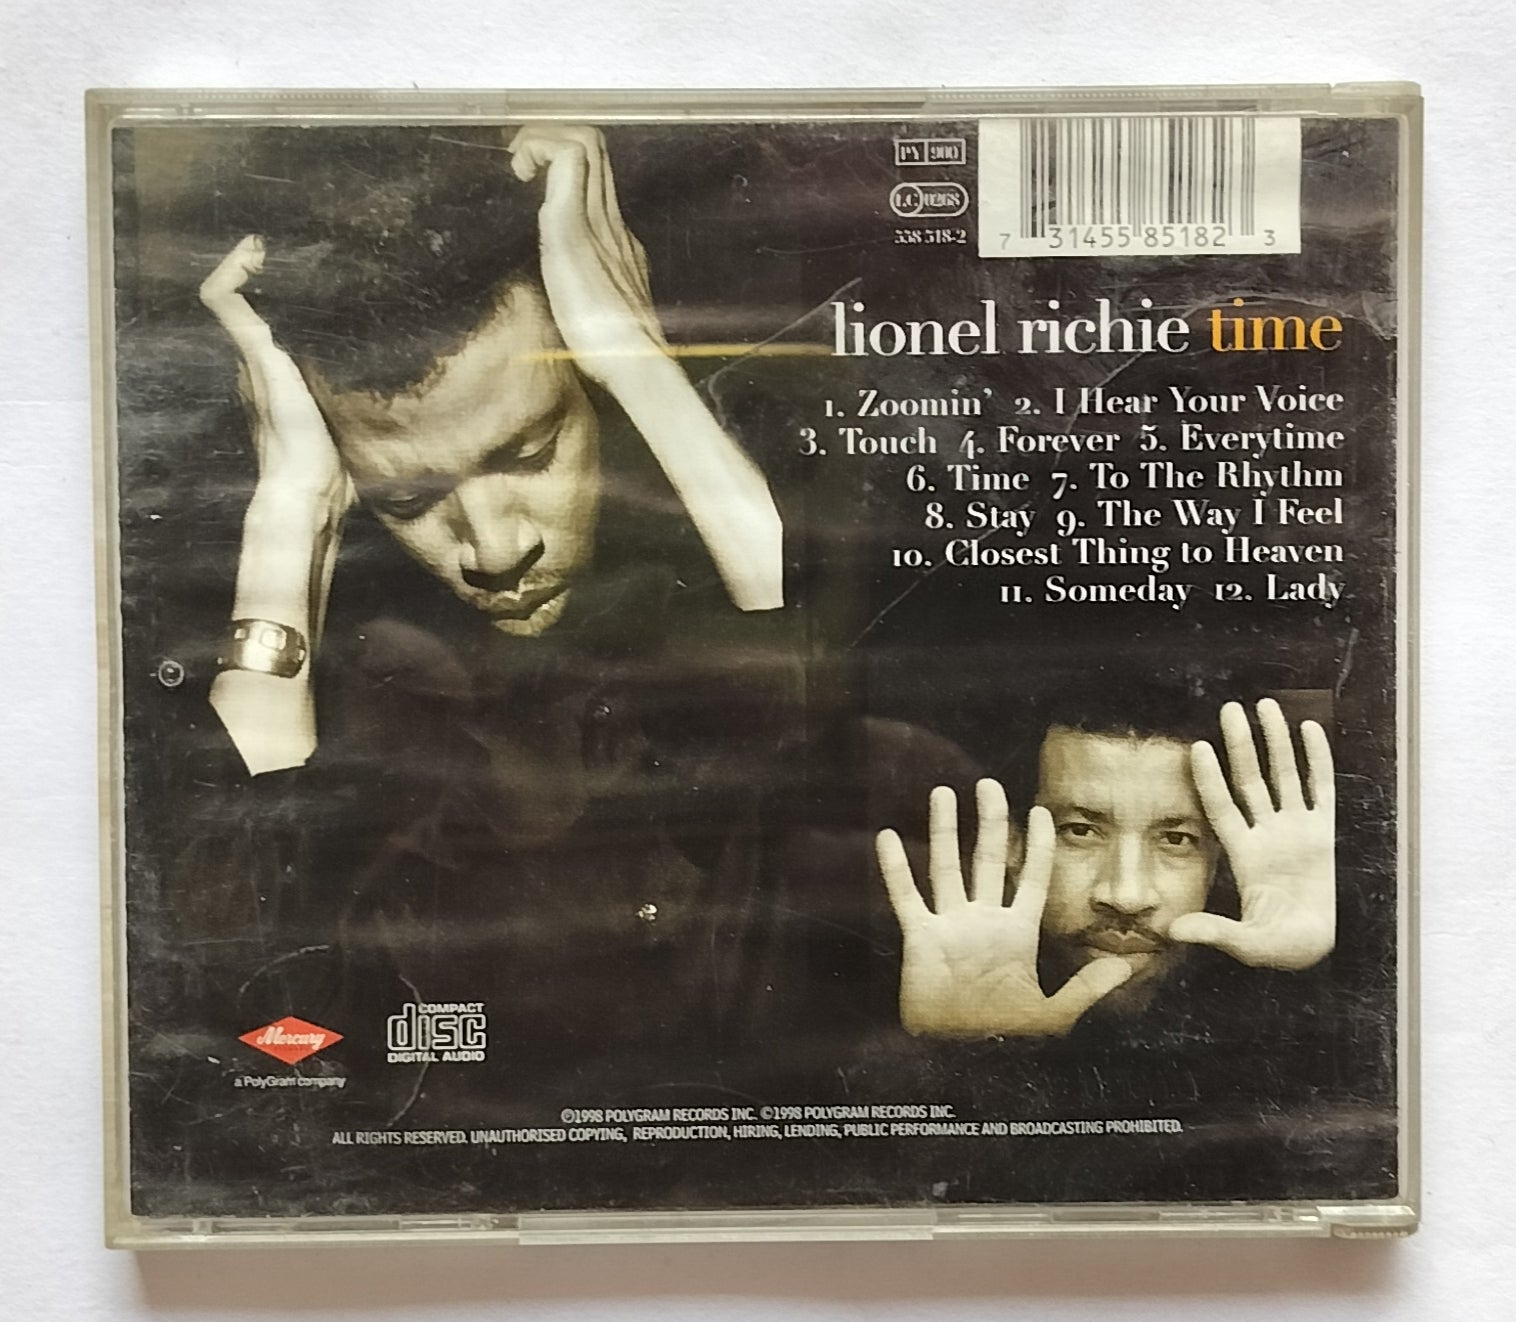 PY 900
LC 0268
558 518-2
7 31455 85182 3
lionel richie time
1. Zoomin' 2. I Hear Your Voice
3. Touch 4. Forever 5. Everytime
6. Time 7. To The Rhythm
8. Stay 9. The Way I Feel
10. Closest Thing to Heaven
11. Someday 12. Lady
Mercury
a PolyGram company
COMPACT
disc
DIGITAL AUDIO
℗1998 POLYGRAM RECORDS INC. ©1998 POLYGRAM RECORDS INC.
ALL RIGHTS RESERVED. UNAUTHORISED COPYING, REPRODUCTION, HIRING, LENDING, PUBLIC PERFORMANCE AND BROADCASTING PROHIBITED.